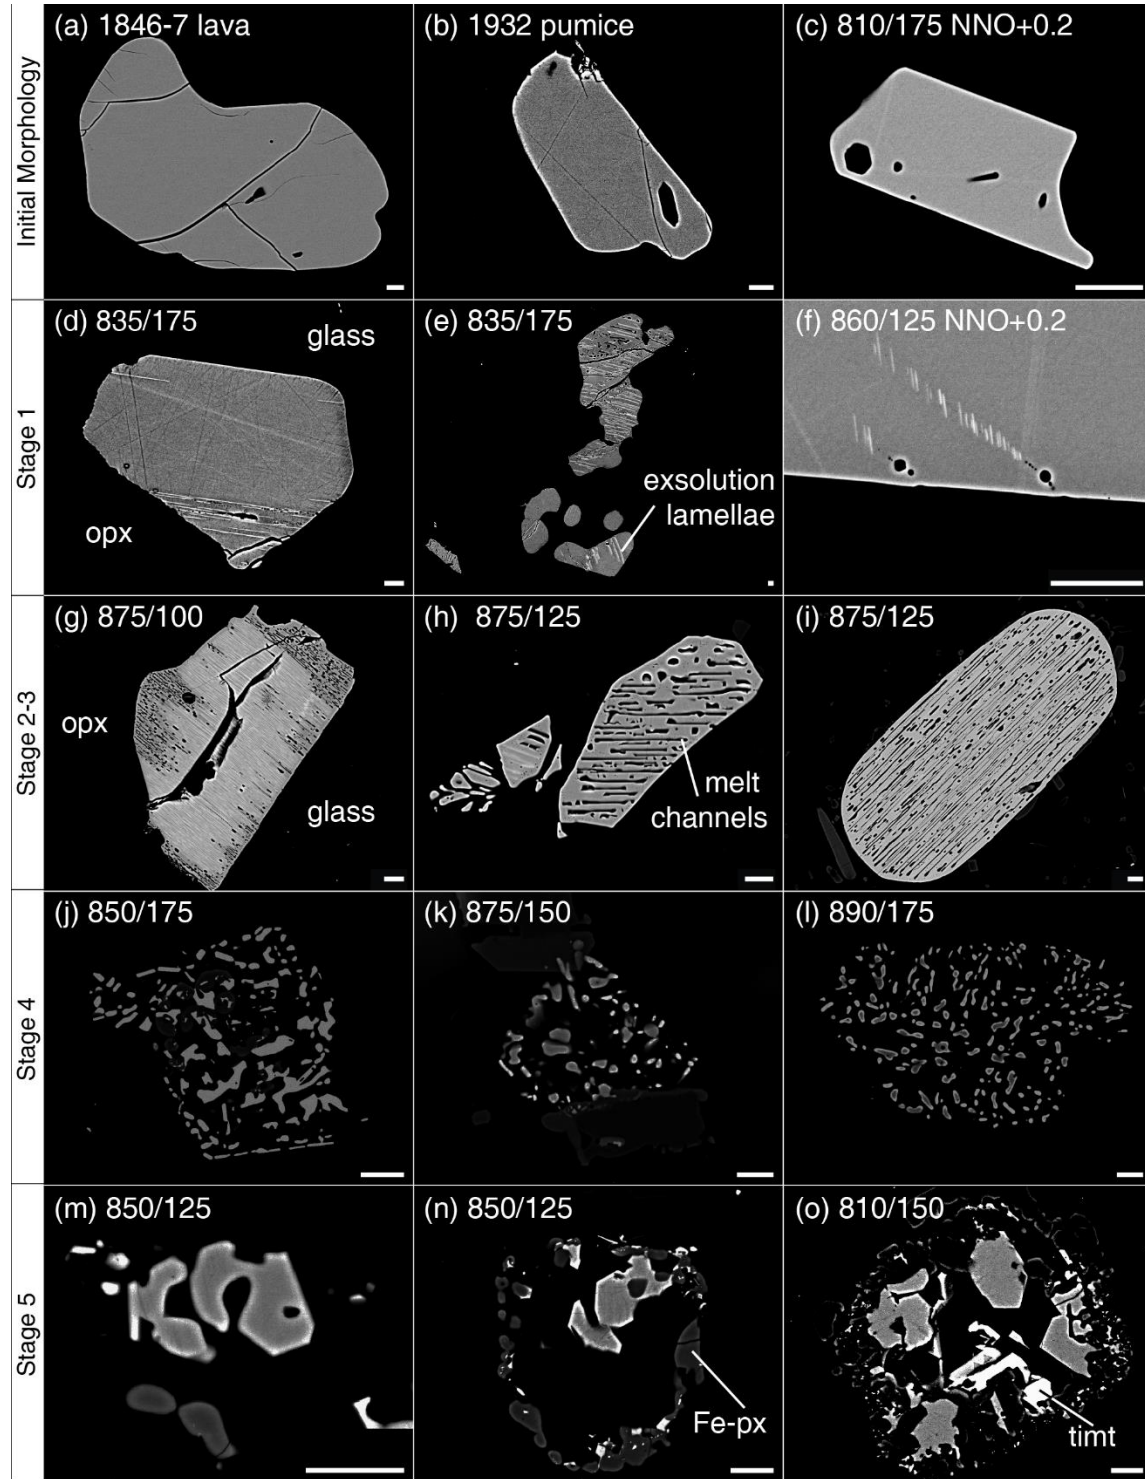 Initial Morphology
(a) 1846-7 lava
(b) 1932 pumice
(c) 810/175 NNO+0.2
Stage 1
(d) 835/175
glass
opx
(e) 835/175
exsolution
lamellae
(f) 860/125 NNO+0.2
Stage 2-3
(g) 875/100
opx
glass
(h) 875/125
melt
channels
(i) 875/125
Stage 4
(j) 850/175
(k) 875/150
(l) 890/175
Stage 5
(m) 850/125
(n) 850/125
Fe-px
(o) 810/150
timt